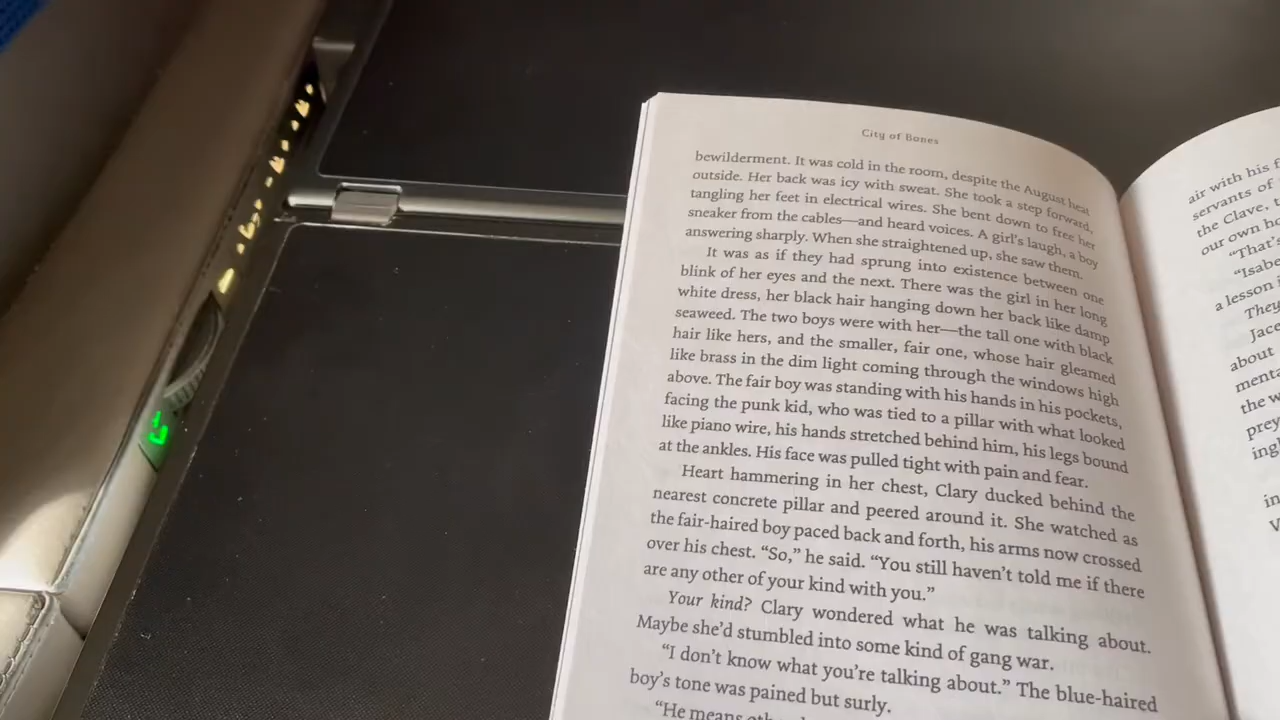 City of Bones
bewilderment. It was cold in the room, despite the August heat
outside. Her back was icy with sweat. She took a step forward,
tangling her feet in electrical wires. She bent down to free her
sneaker from the cables—and heard voices. A girl's laugh, a boy
answering sharply. When she straightened up, she saw them.
It was as if they had sprung into existence between one
blink of her eyes and the next. There was the girl in her long
white dress, her black hair hanging down her back like damp
seaweed. The two boys were with her—the tall one with black
hair like hers, and the smaller, fair one, whose hair gleamed
like brass in the dim light coming through the windows high
above. The fair boy was standing with his hands in his pockets,
facing the punk kid, who was tied to a pillar with what looked
like piano wire, his hands stretched behind him, his legs bound
at the ankles. His face was pulled tight with pain and fear.
Heart hammering in her chest, Clary ducked behind the
nearest concrete pillar and peered around it. She watched as
the fair-haired boy paced back and forth, his arms now crossed
over his chest. “So,” he said. “You still haven't told me if there
are any other of your kind with you.”
Your kind? Clary wondered what he was talking about.
Maybe she'd stumbled into some kind of gang war.
“I don't know what you're talking about.” The blue-haired
boy's tone was pained but surly.
“He means
air with his
servants of
the Clave,
our own
“That's
“Isabe
a lesson
They
Jace
about
menta
the w
prey
ing
in